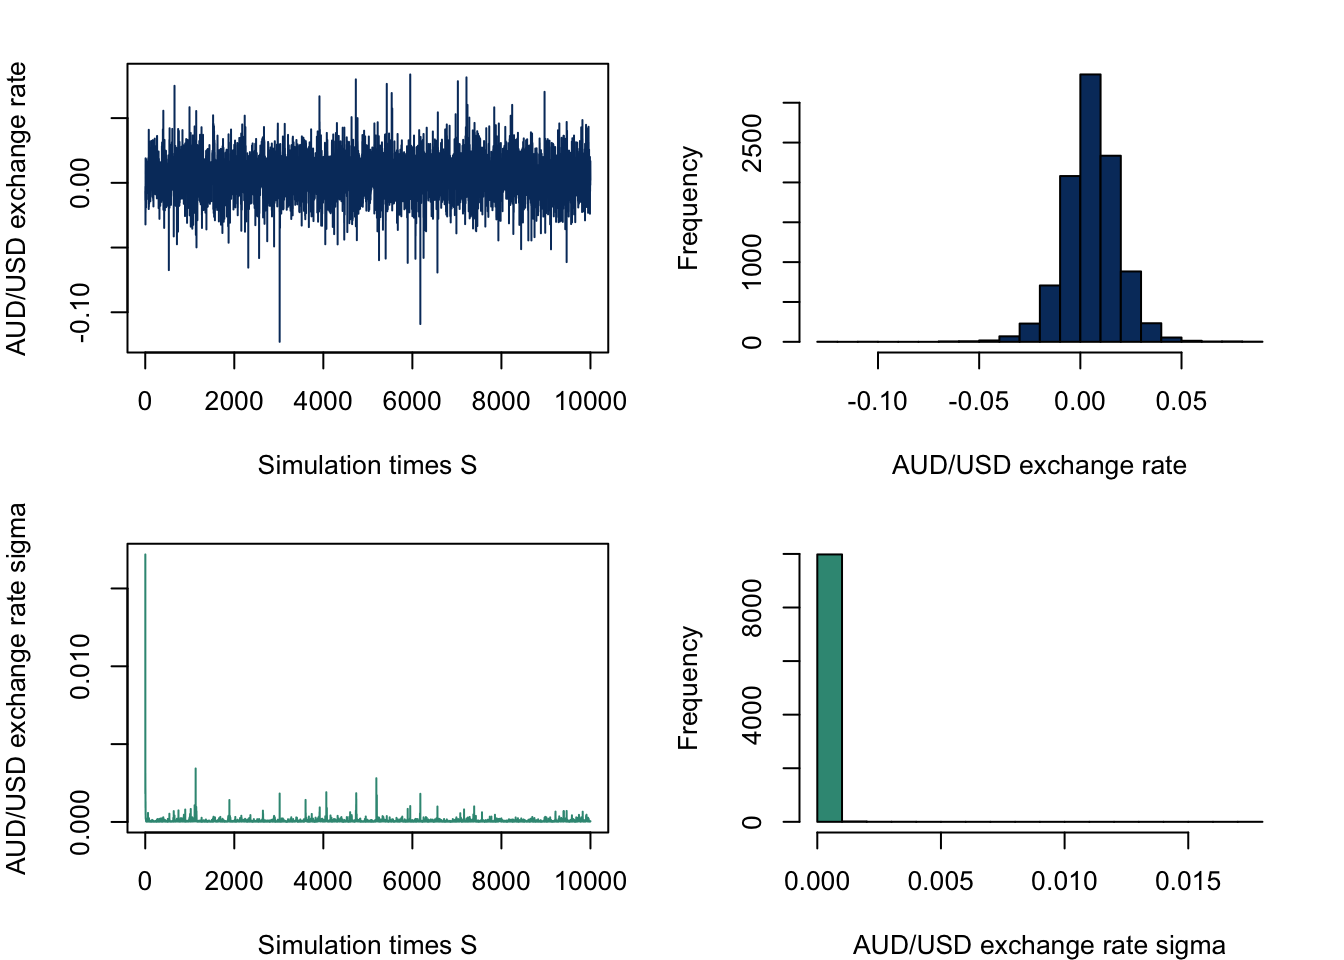 AUD/USD exchange rate
0.00
-0.10
0 2000 4000 6000 8000 10000
Simulation times S
Frequency
2500
1000
0
-0.10 -0.05 0.00 0.05
AUD/USD exchange rate
AUD/USD exchange rate sigma
0.010
0.000
0 2000 4000 6000 8000 10000
Simulation times S
Frequency
8000
4000
0
0.000 0.005 0.010 0.015
AUD/USD exchange rate sigma